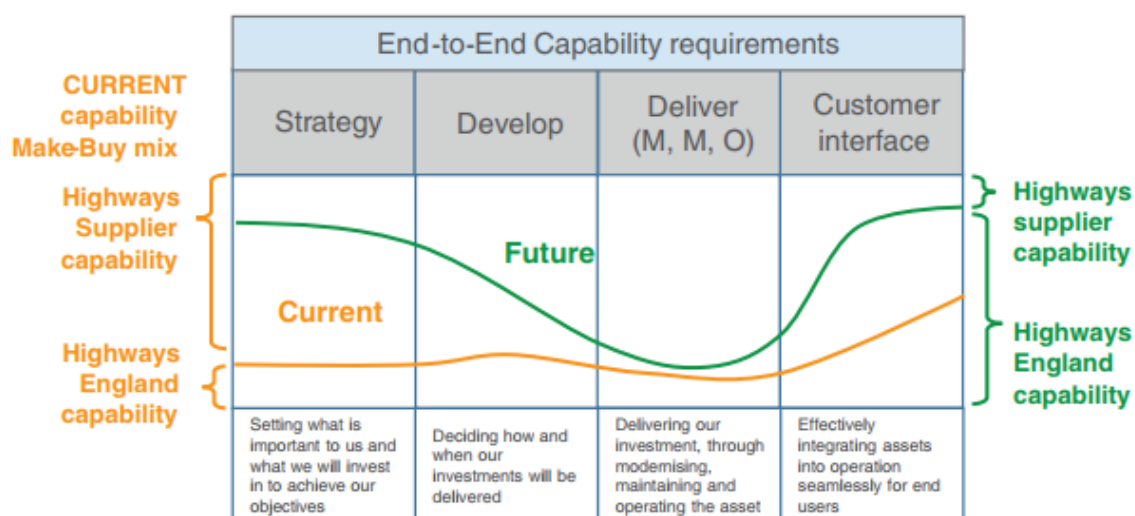 End-to-End Capability requirements
CURRENT
capability
Make-Buy mix
Strategy
Develop
Deliver
(M, M, O)
Customer
interface
Highways
Supplier
capability
Highways
England
capability
Future
Current
Highways
supplier
capability
Highways
England
capability
Setting what is
important to us and
what we will invest
in to achieve our
objectives
Deciding how and
when our
investments will be
delivered
Delivering our
investment, through
modernising,
maintaining and
operating the asset
Effectively
integrating assets
into operation
seamlessly for end
users